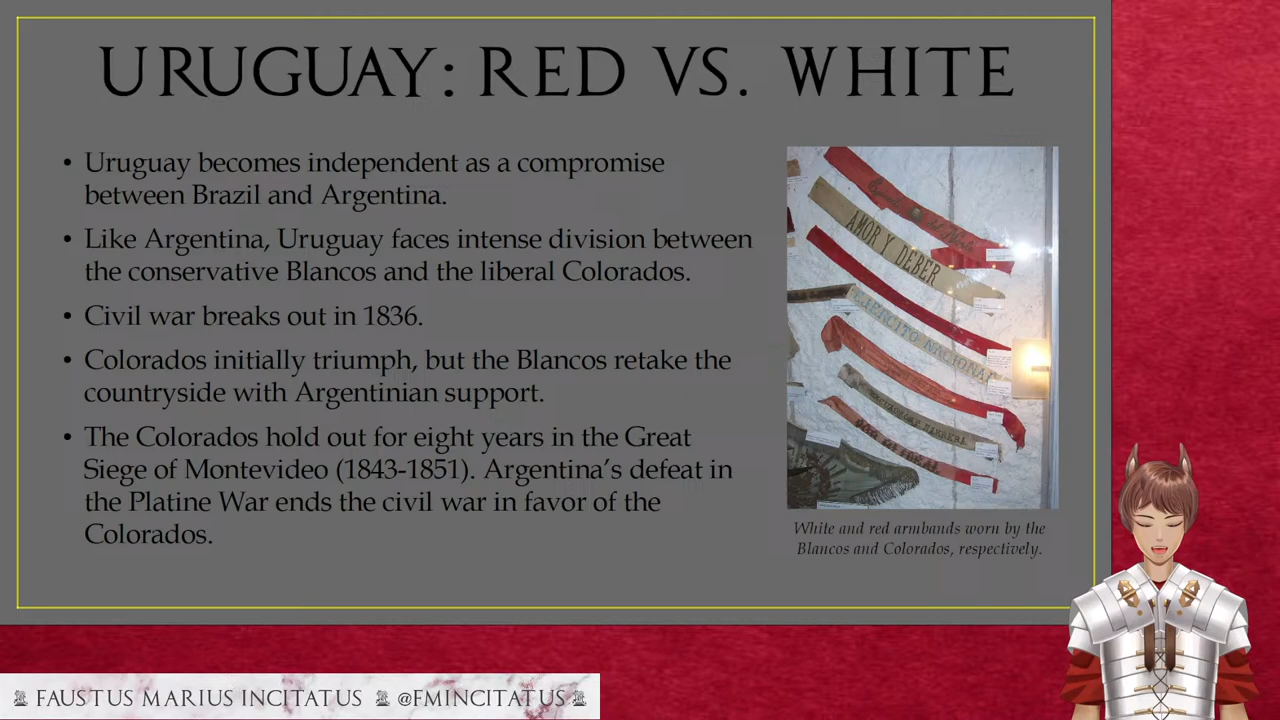 URUGUAY: RED VS. WHITE
• Uruguay becomes independent as a compromise
between Brazil and Argentina.
• Like Argentina, Uruguay faces intense division between
the conservative Blancos and the liberal Colorados.
• Civil war breaks out in 1836.
• Colorados initially triumph, but the Blancos retake the
countryside with Argentinian support.
• The Colorados hold out for eight years in the Great
Siege of Montevideo (1843-1851). Argentina's defeat in
the Platine War ends the civil war in favor of the
Colorados.
AMOR Y DEBER
EJERCITO NACIONAL
White and red armbands worn by the
Blancos and Colorados, respectively.
FAUSTUS MARIUS INCITATUS @FMINCITATUS